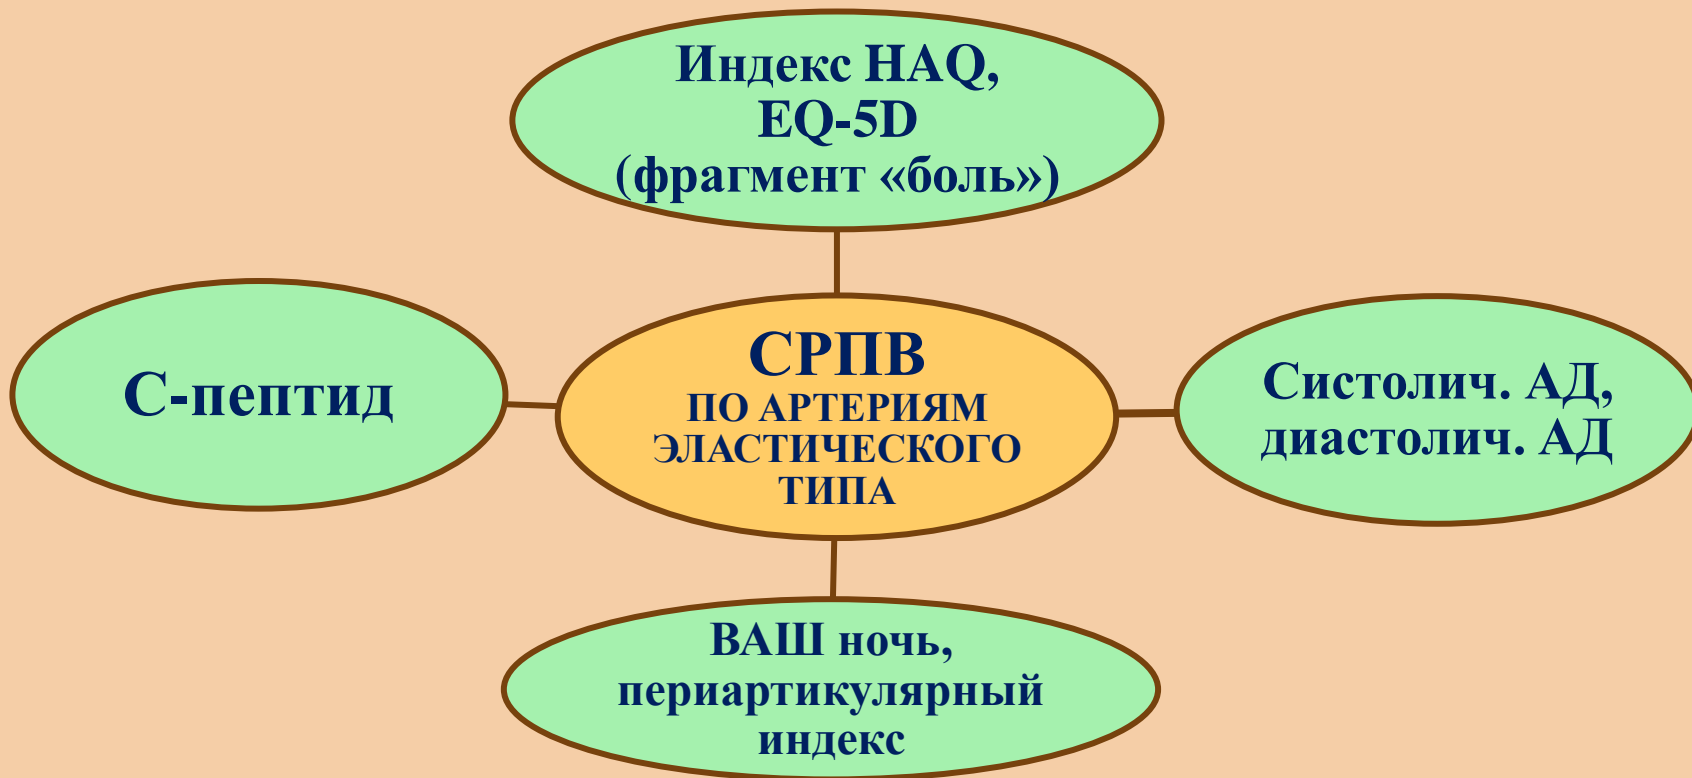 Индекс HAQ,
EQ-5D
(фрагмент «боль»)
С-пептид
СРПВ
ПО АРТЕРИЯМ
ЭЛАСТИЧЕСКОГО
ТИПА
Систолич. АД,
диастолич. АД
ВАШ ночь,
периартикулярный
индекс